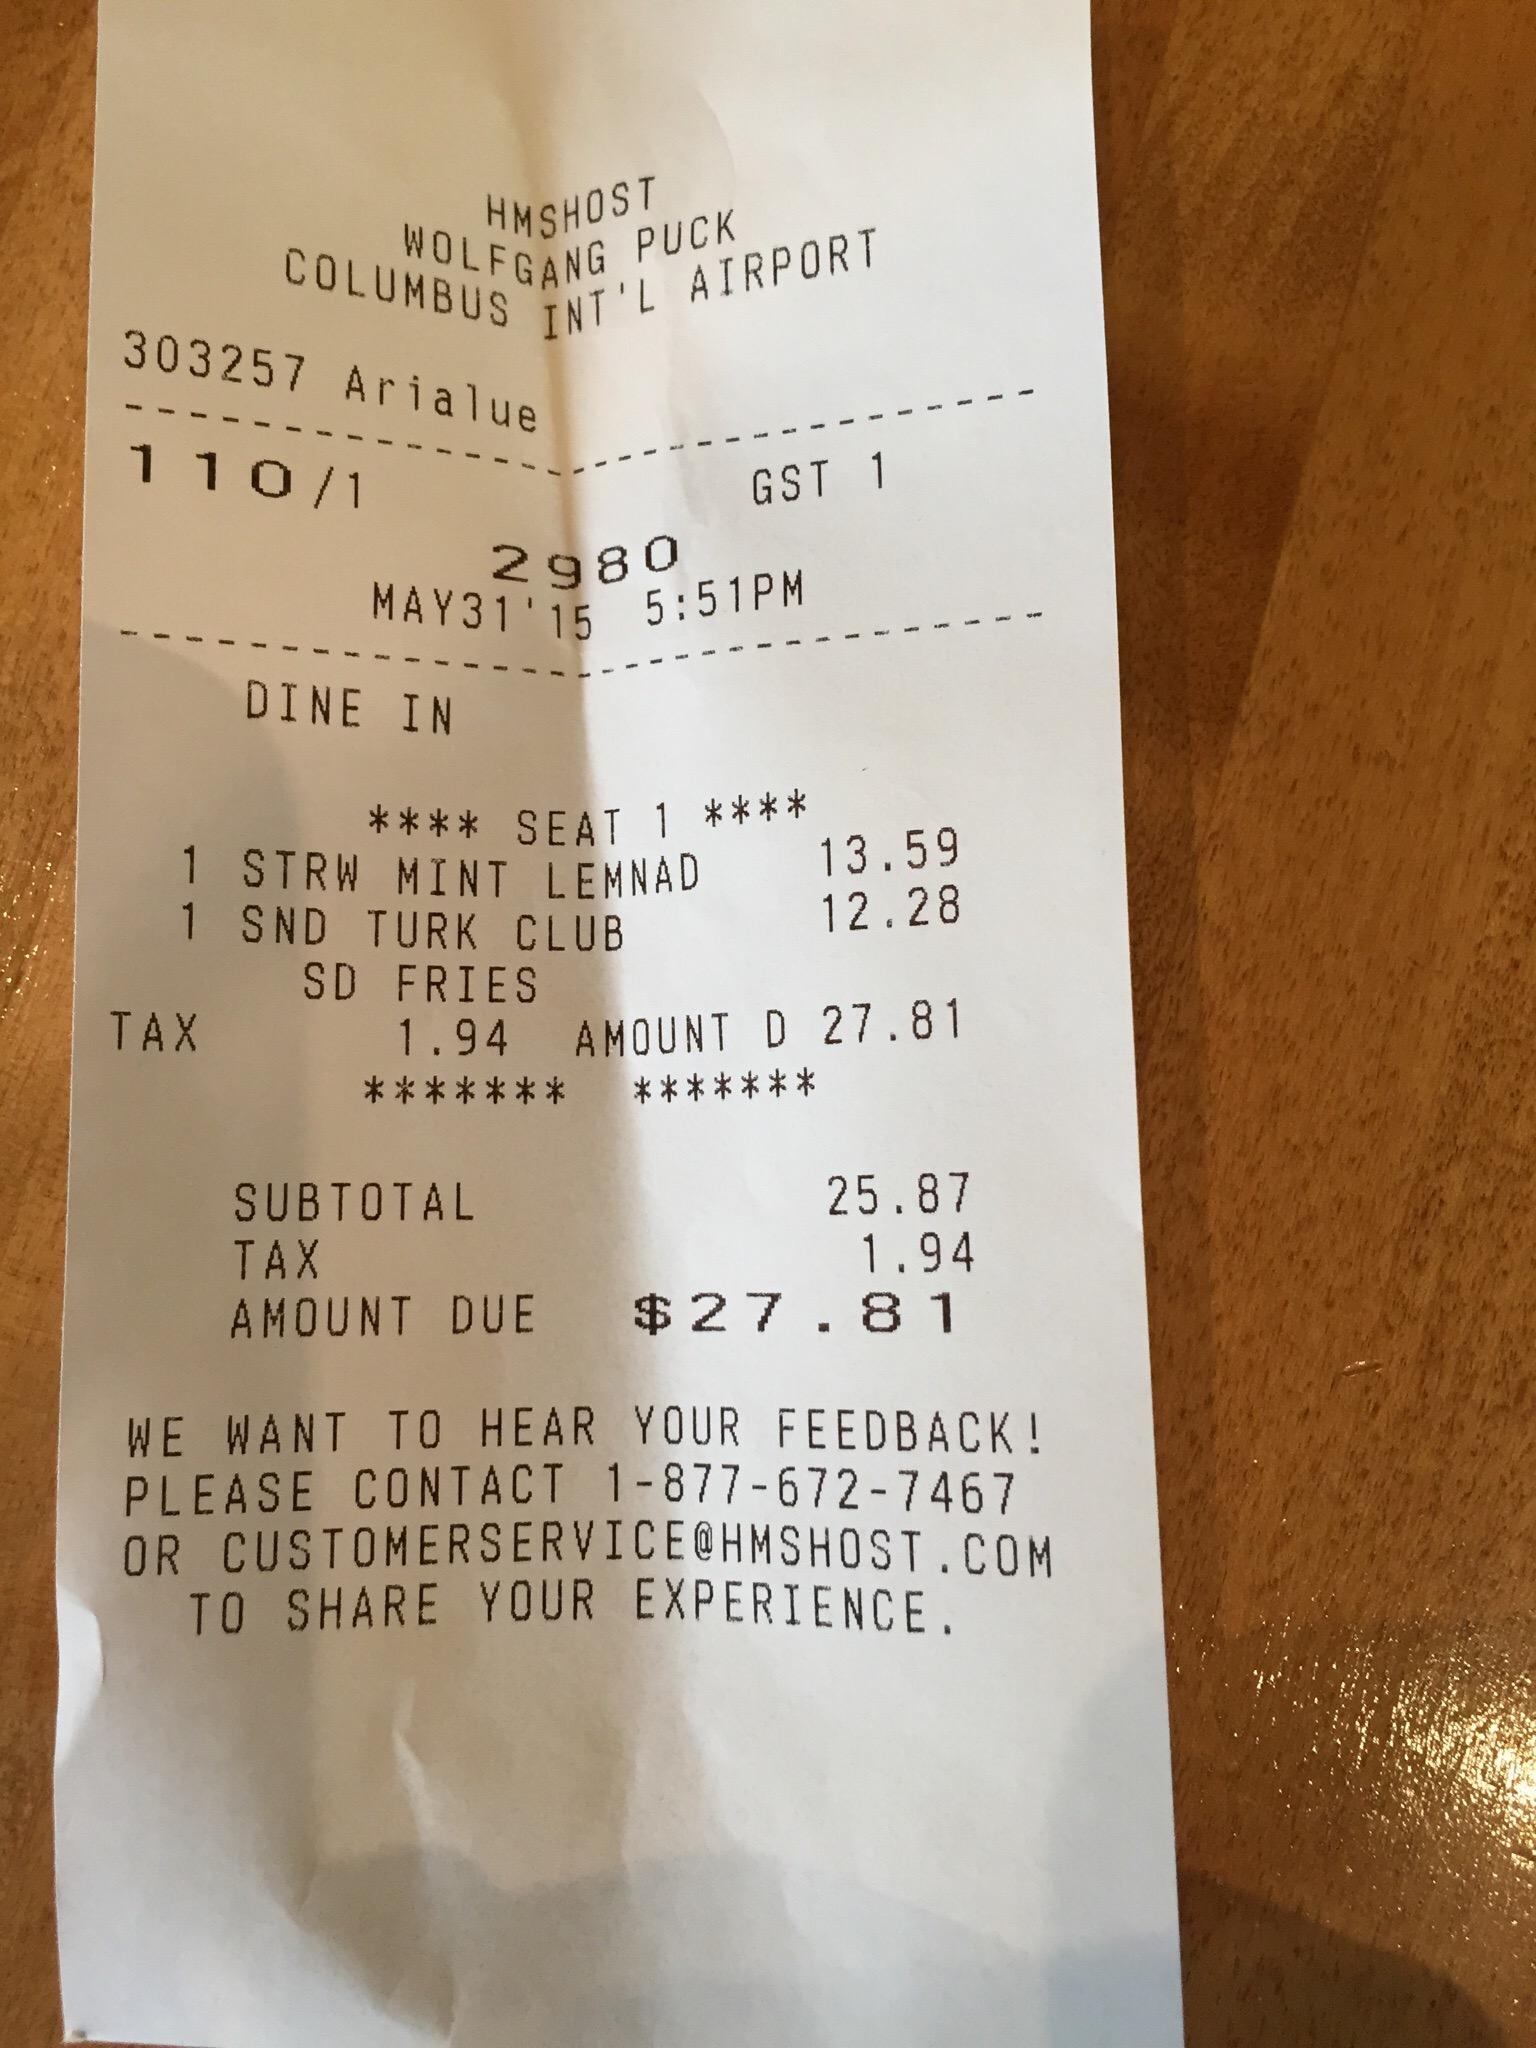 HMSHOST
WOLFGANG PUCK
COLUMBUS INT'L AIRPORT
303257 Arialue
--------------------------------
110/1 GST 1
2980
MAY31'15 5:51PM
--------------------------------
DINE IN
**** SEAT 1 ****
1 STRW MINT LEMNAD 13.59
1 SND TURK CLUB 12.28
SD FRIES
TAX 1.94 AMOUNT D 27.81
******* *******
SUBTOTAL 25.87
TAX 1.94
AMOUNT DUE $27.81
WE WANT TO HEAR YOUR FEEDBACK!
PLEASE CONTACT 1-877-672-7467
OR CUSTOMERSERVICE@HMSHOST.COM
TO SHARE YOUR EXPERIENCE.